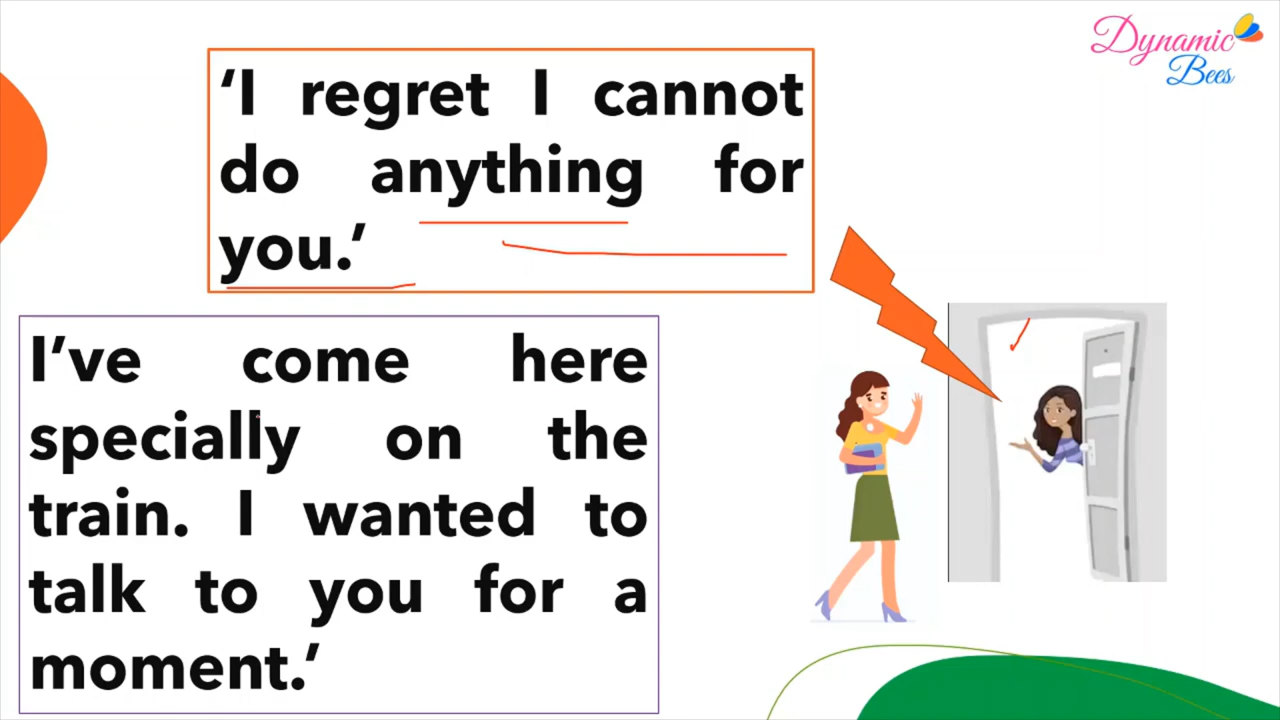 Dynamic
Bees
‘I regret I cannot
do anything for
you.’
I’ve come here
specially on the
train. I wanted to
talk to you for a
moment.’